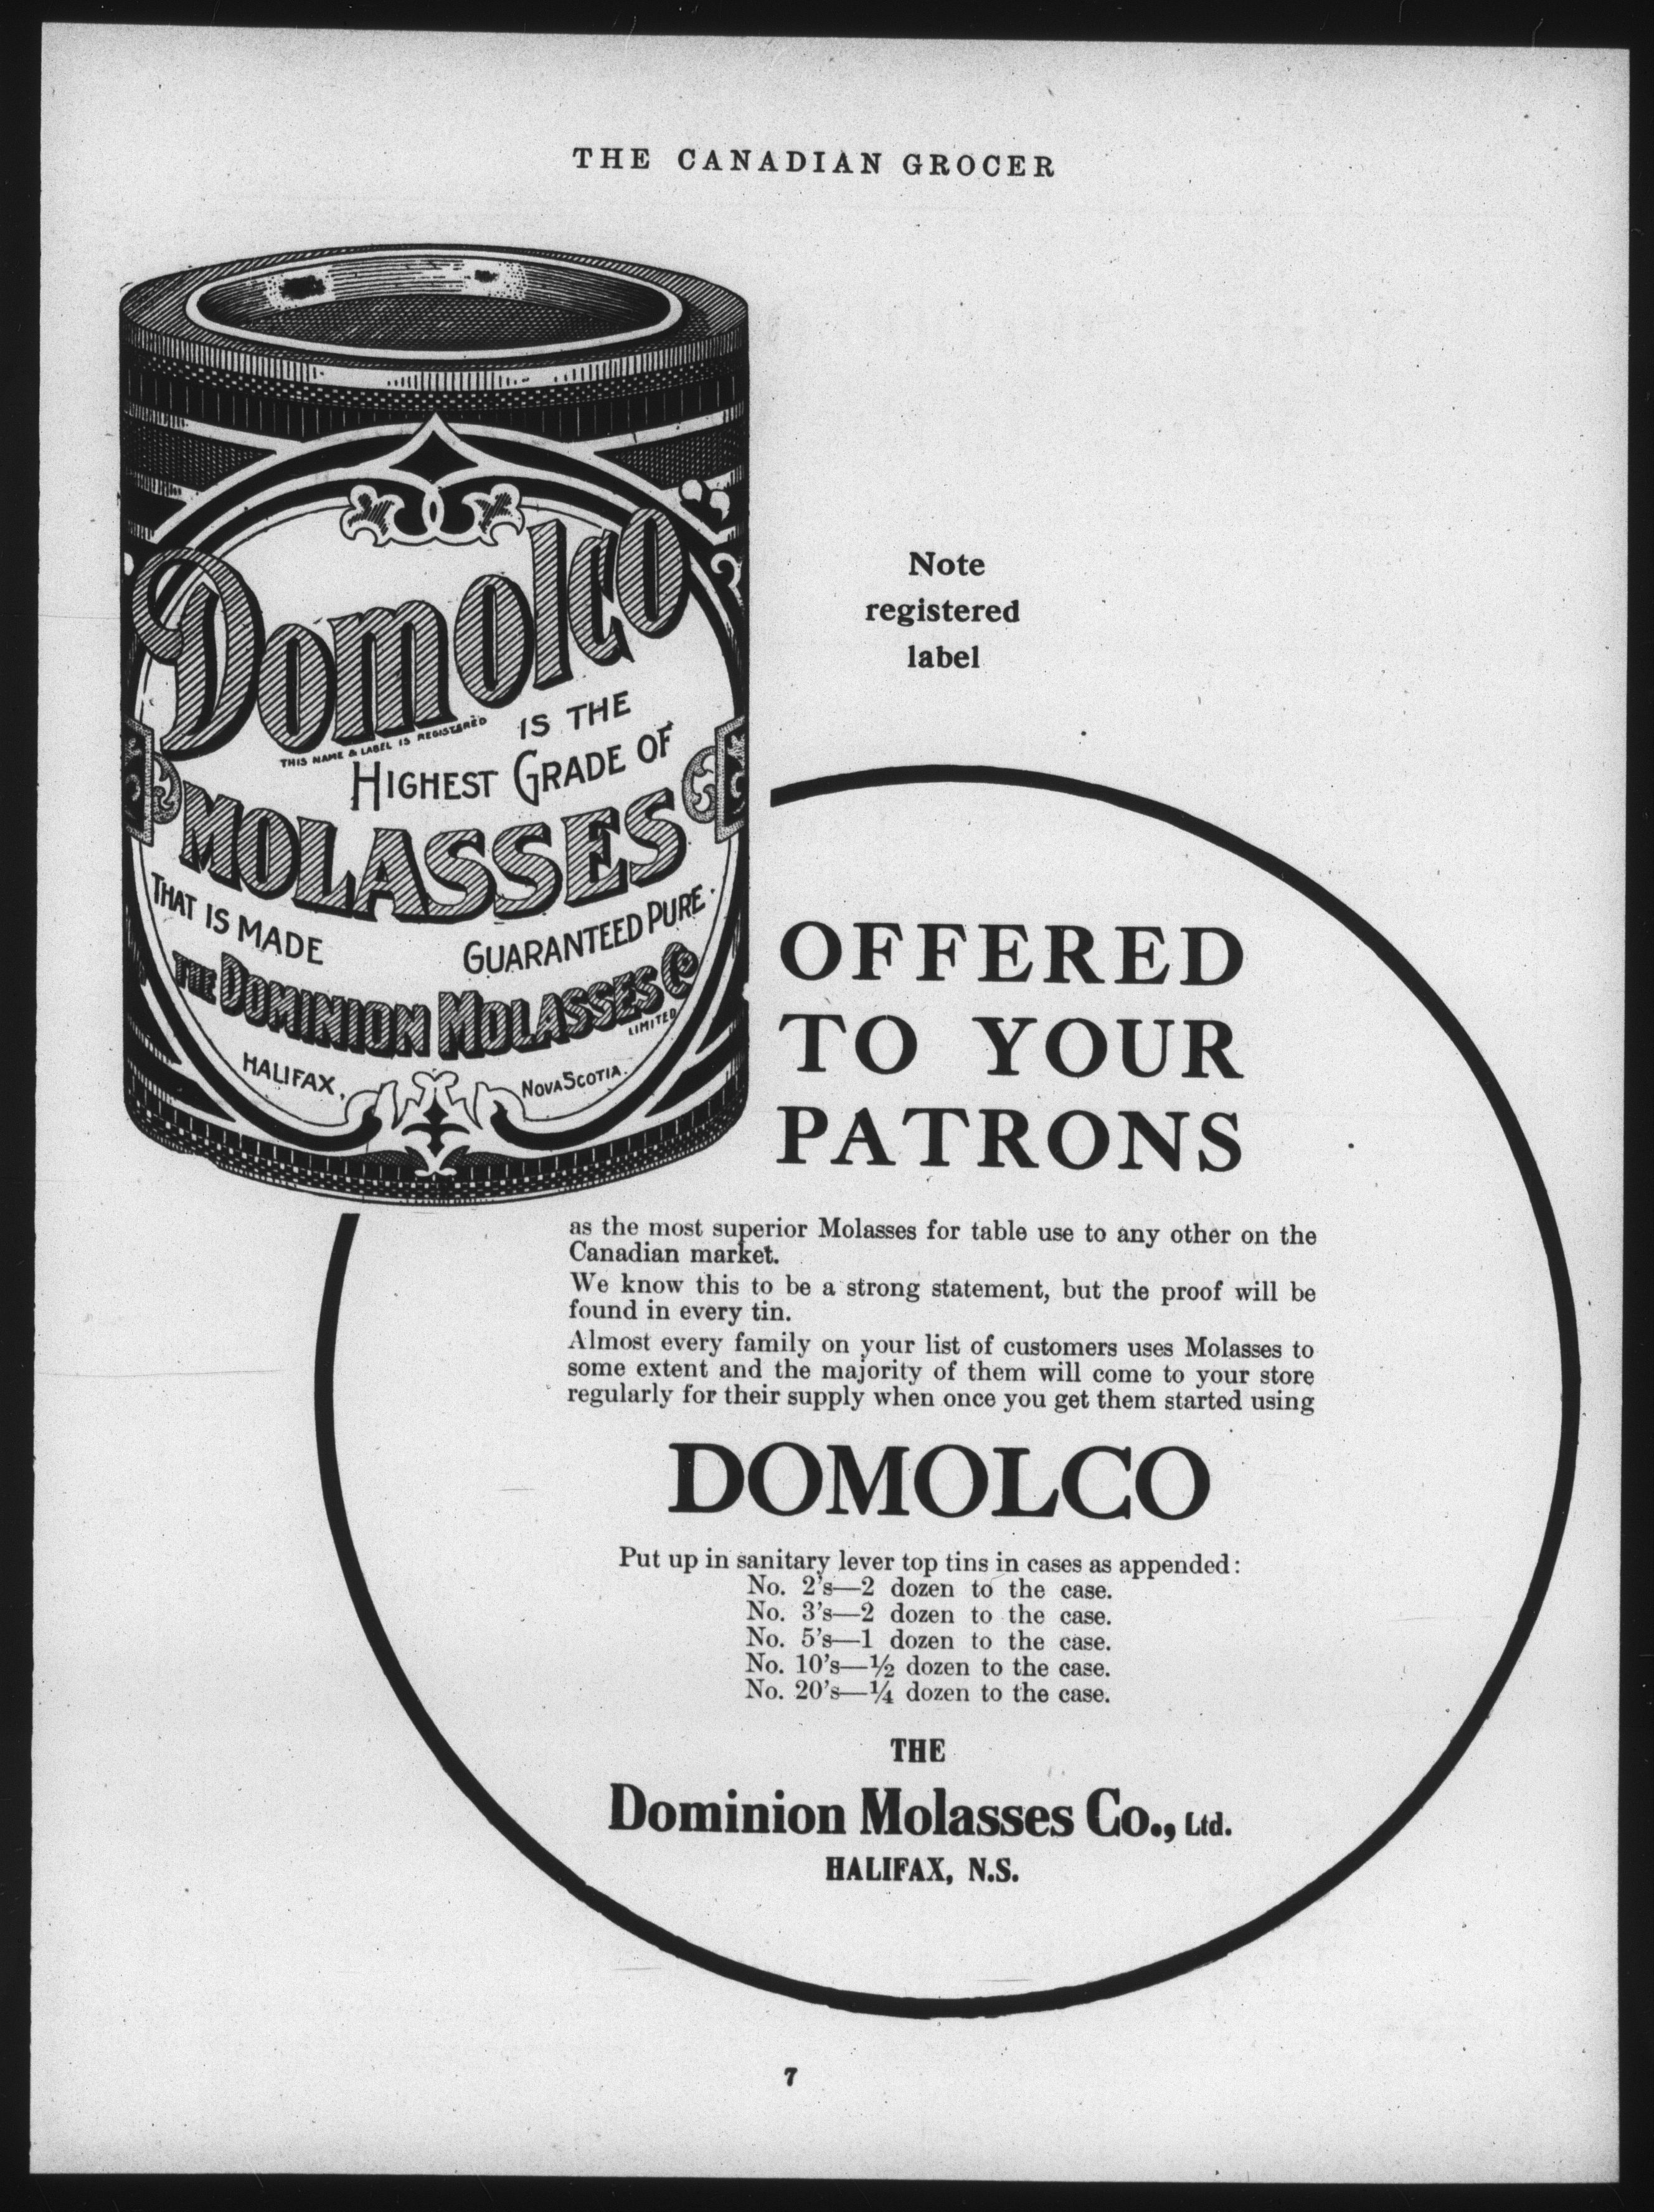 THE CANADIAN GROCER
Domolco
THIS NAME & LABEL IS REGISTERED
IS THE
HIGHEST GRADE OF
MOLASSES
THAT IS MADE
GUARANTEED PURE.
THE DOMINION MOLASSES Co
LIMITED
HALIFAX,
NOVA SCOTIA.
Note
registered
label
OFFERED
TO YOUR
PATRONS
as the most superior Molasses for table use to any other on the
Canadian market.
We know this to be a strong statement, but the proof will be
found in every tin.
Almost every family on your list of customers uses Molasses to
some extent and the majority of them will come to your store
regularly for their supply when once you get them started using
DOMOLCO
Put up in sanitary lever top tins in cases as appended:
No. 2's—2 dozen to the case.
No. 3's—2 dozen to the case.
No. 5's—1 dozen to the case.
No. 10's—½ dozen to the case.
No. 20's—¼ dozen to the case.
THE
Dominion Molasses Co., Ltd.
HALIFAX, N.S.
7